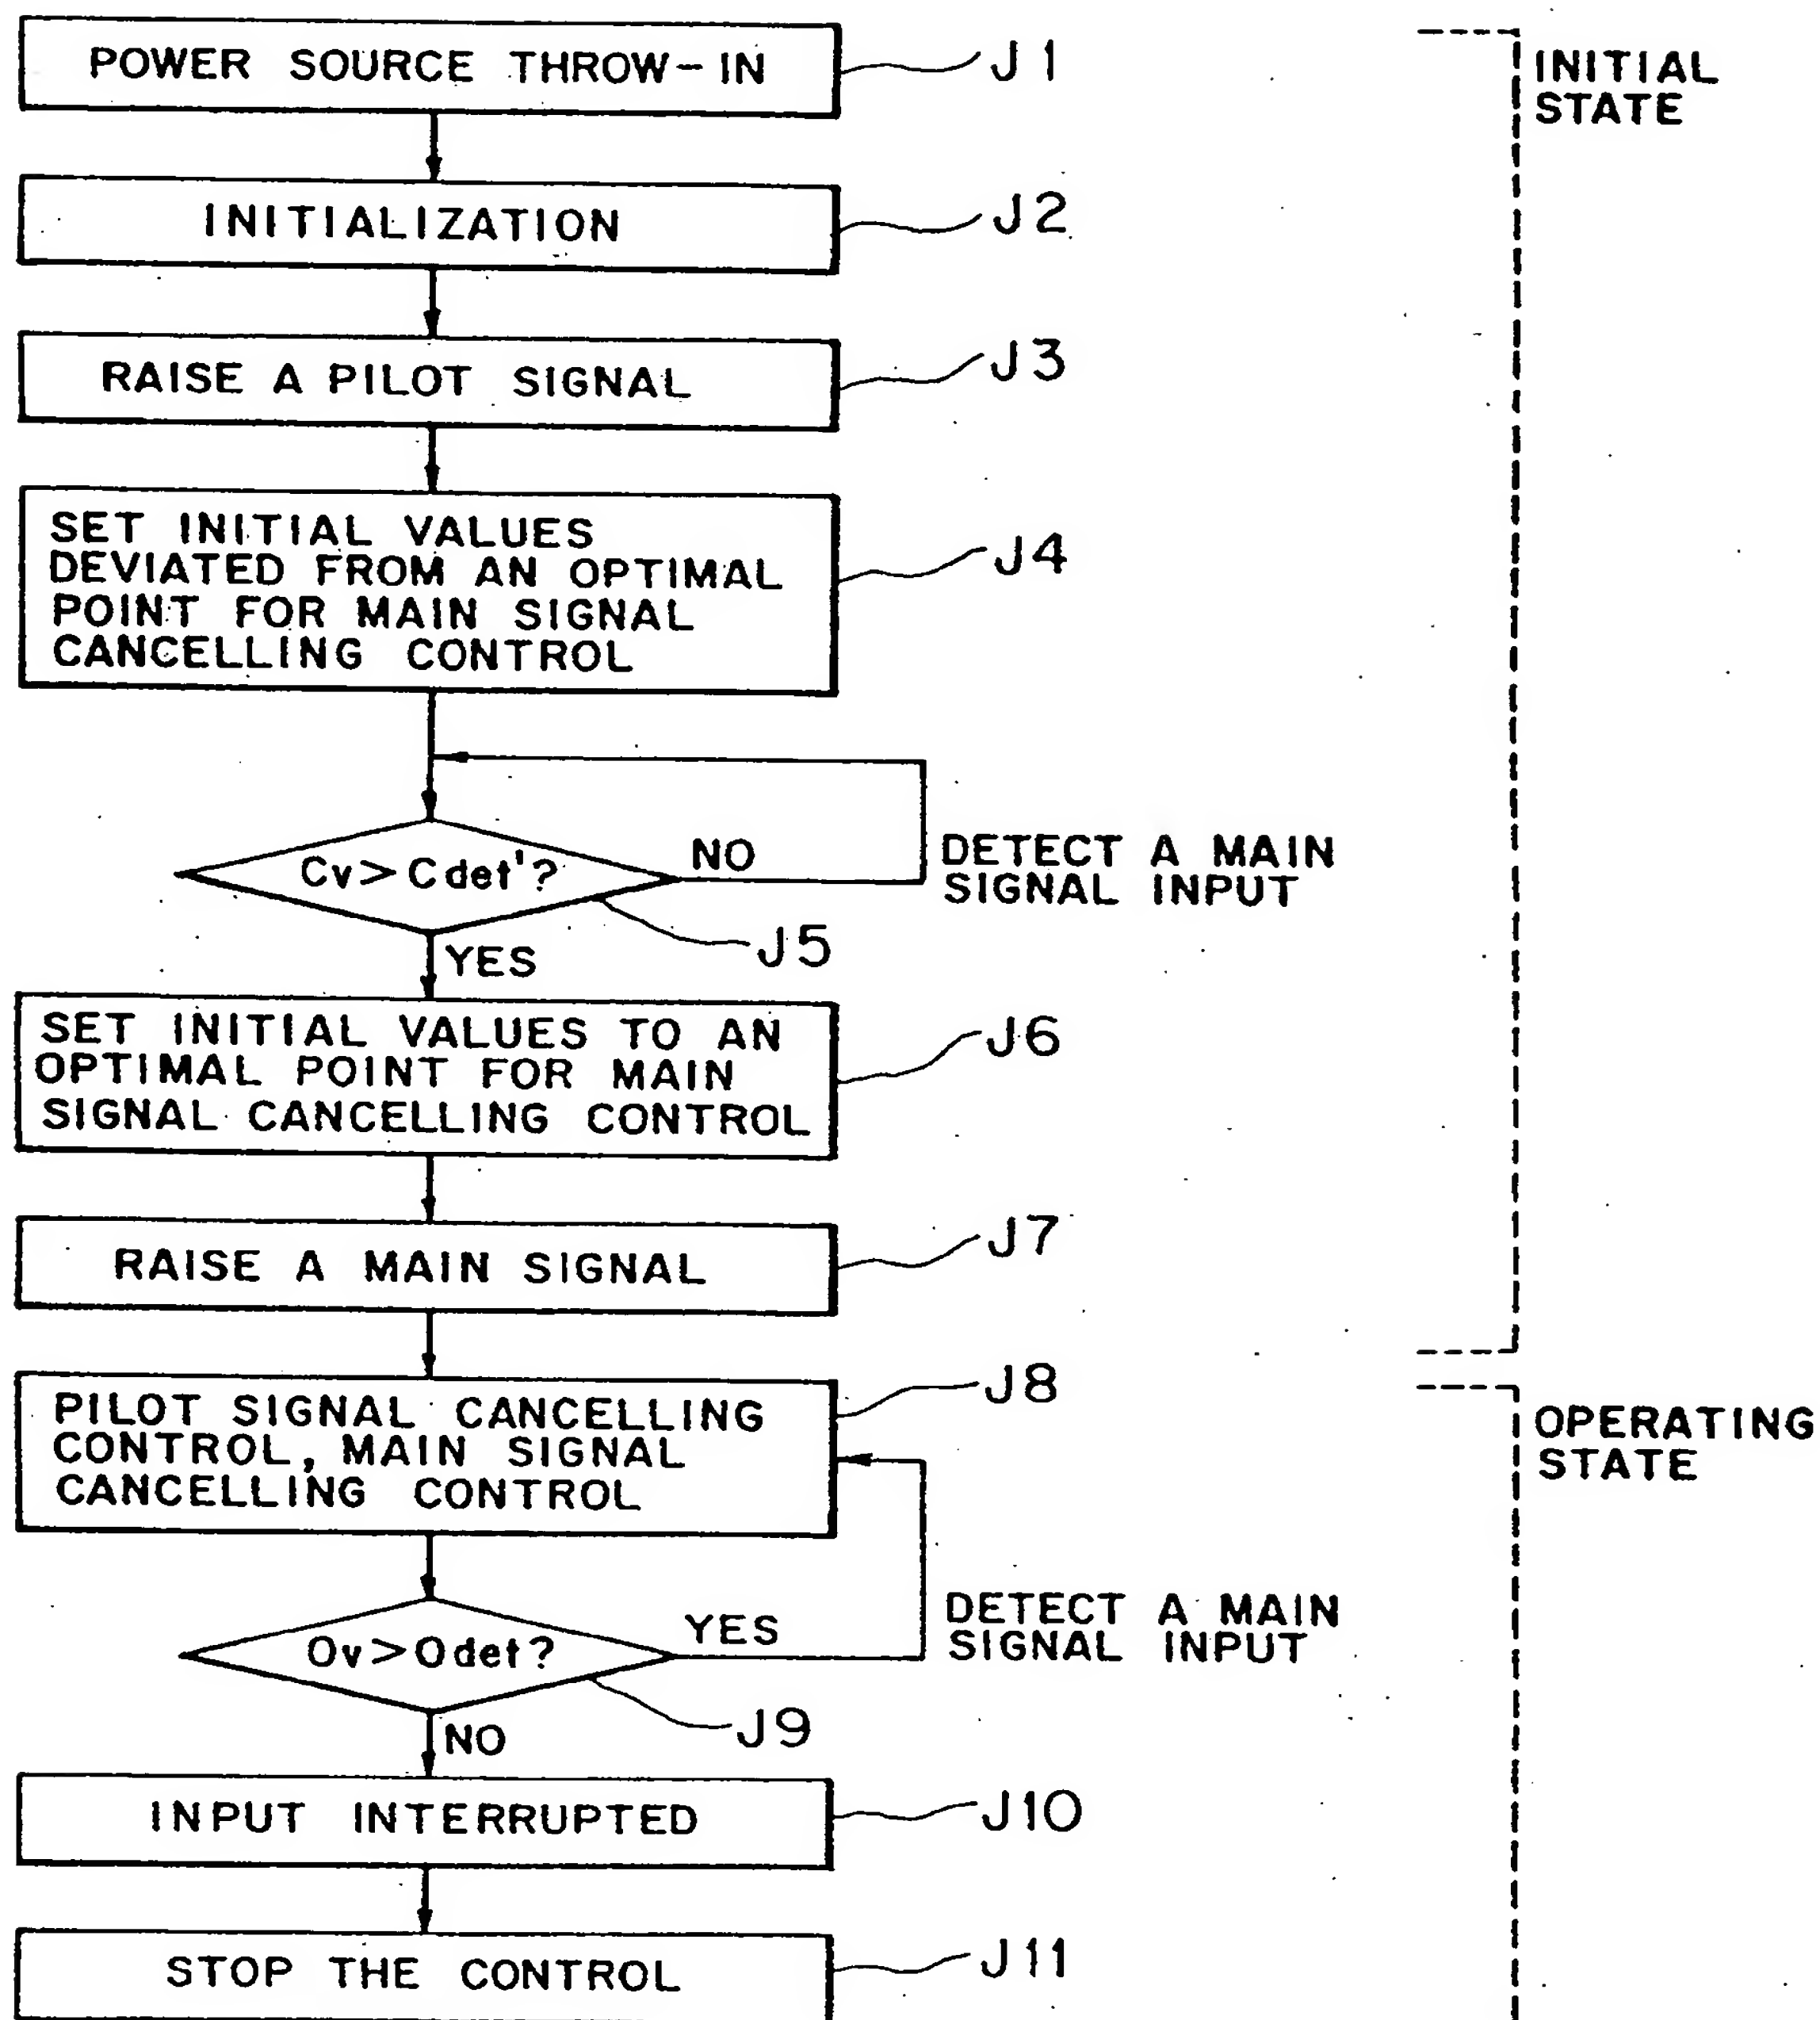 POWER SOURCE THROW-IN
J1
INITIAL
STATE
INITIALIZATION
J2
RAISE A PILOT SIGNAL
J3
SET INITIAL VALUES
DEVIATED FROM AN OPTIMAL
POINT FOR MAIN SIGNAL
CANCELLING CONTROL
J4
Cv>Cdet'?
NO
DETECT A MAIN
SIGNAL INPUT
J5
YES
SET INITIAL VALUES TO AN
OPTIMAL POINT FOR MAIN
SIGNAL CANCELLING CONTROL
J6
RAISE A MAIN SIGNAL
J7
PILOT SIGNAL CANCELLING
CONTROL, MAIN SIGNAL
CANCELLING CONTROL
J8
OPERATING
STATE
Ov>Odet?
YES
DETECT A MAIN
SIGNAL INPUT
J9
NO
INPUT INTERRUPTED
J10
STOP THE CONTROL
J11